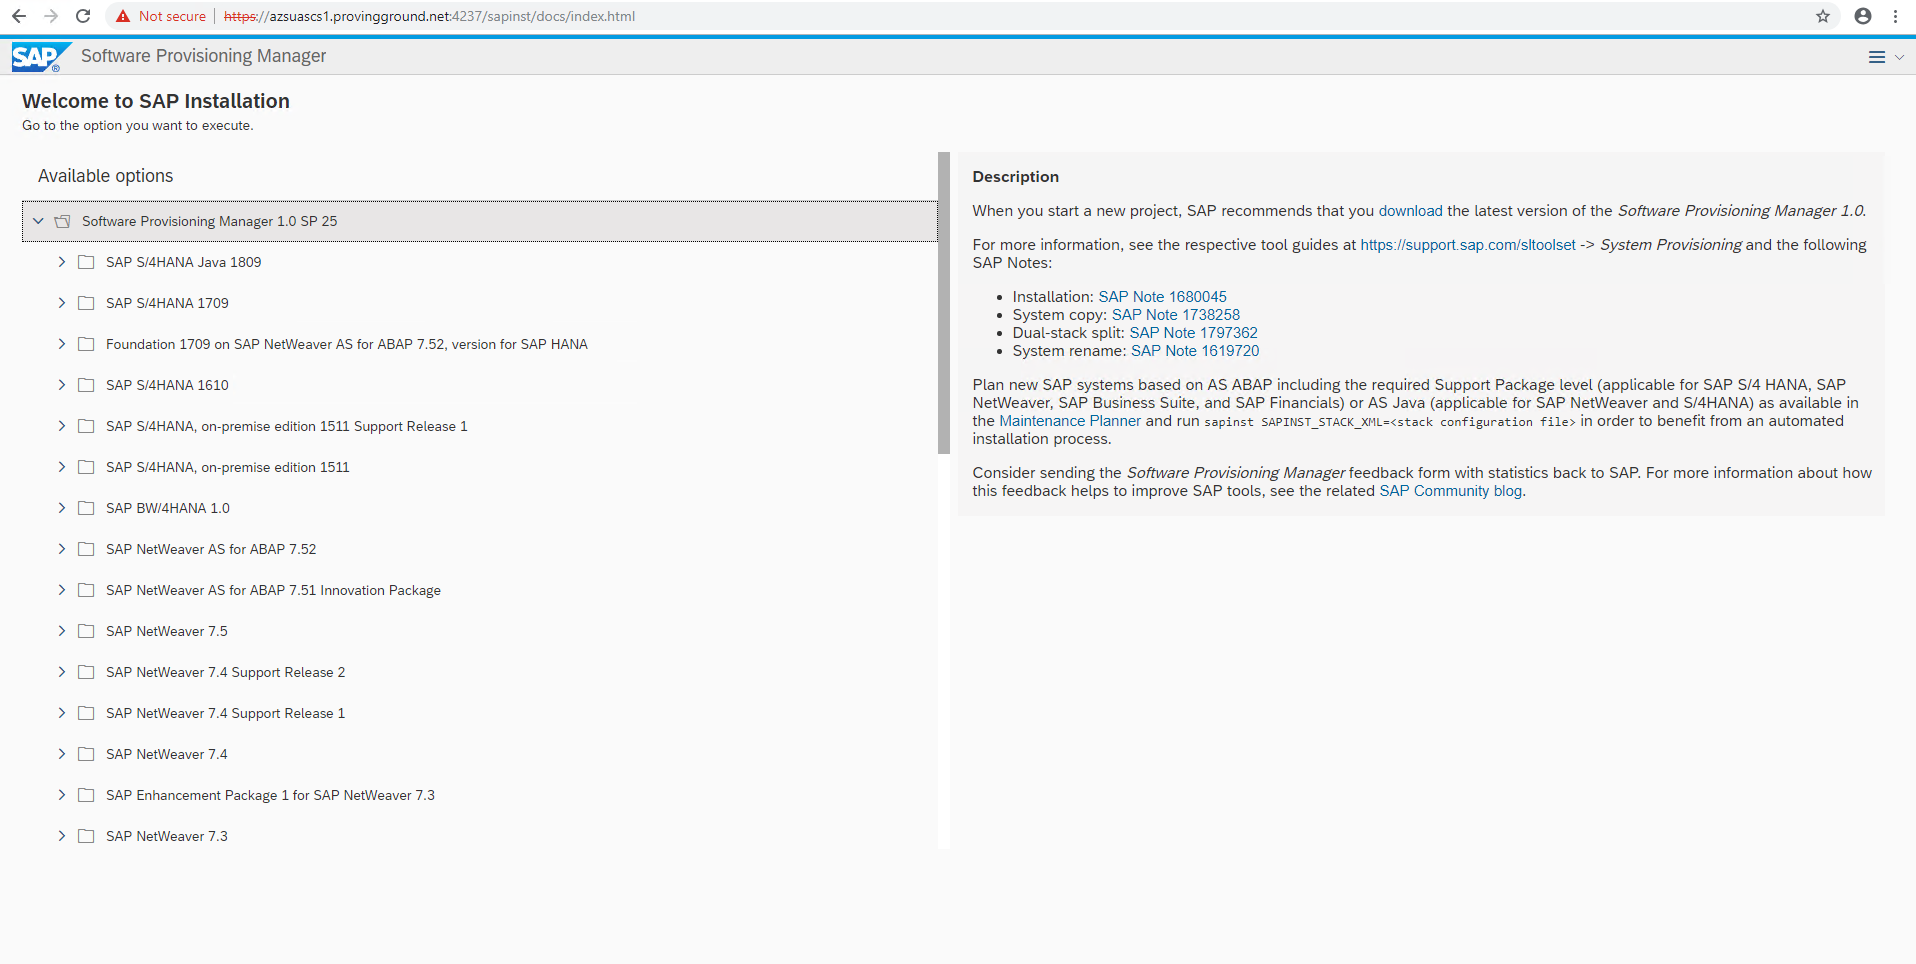 Not secure | https://azsuascs1.provingground.net:4237/sapinst/docs/index.html
SAP® Software Provisioning Manager
Welcome to SAP Installation
Go to the option you want to execute.
Available options
Software Provisioning Manager 1.0 SP 25
SAP S/4HANA Java 1809
SAP S/4HANA 1709
Foundation 1709 on SAP NetWeaver AS for ABAP 7.52, version for SAP HANA
SAP S/4HANA 1610
SAP S/4HANA, on-premise edition 1511 Support Release 1
SAP S/4HANA, on-premise edition 1511
SAP BW/4HANA 1.0
SAP NetWeaver AS for ABAP 7.52
SAP NetWeaver AS for ABAP 7.51 Innovation Package
SAP NetWeaver 7.5
SAP NetWeaver 7.4 Support Release 2
SAP NetWeaver 7.4 Support Release 1
SAP NetWeaver 7.4
SAP Enhancement Package 1 for SAP NetWeaver 7.3
SAP NetWeaver 7.3
Description
When you start a new project, SAP recommends that you download the latest version of the Software Provisioning Manager 1.0.
For more information, see the respective tool guides at https://support.sap.com/sltoolset -> System Provisioning and the following
SAP Notes:
• Installation: SAP Note 1680045
• System copy: SAP Note 1738258
• Dual-stack split: SAP Note 1797362
• System rename: SAP Note 1619720
Plan new SAP systems based on AS ABAP including the required Support Package level (applicable for SAP S/4 HANA, SAP
NetWeaver, SAP Business Suite, and SAP Financials) or AS Java (applicable for SAP NetWeaver and S/4HANA) as available in
the Maintenance Planner and run sapinst SAPINST_STACK_XML=<stack configuration file> in order to benefit from an automated
installation process.
Consider sending the Software Provisioning Manager feedback form with statistics back to SAP. For more information about how
this feedback helps to improve SAP tools, see the related SAP Community blog.